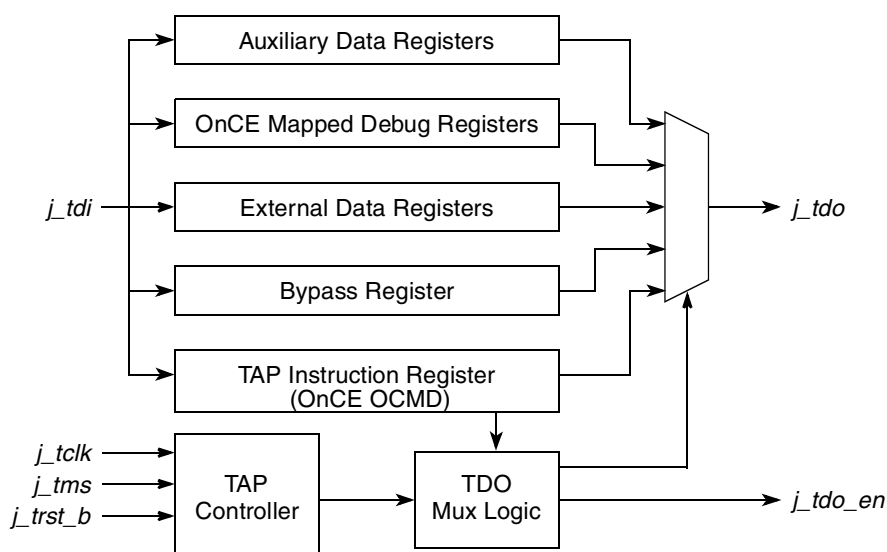 Auxiliary Data Registers
OnCE Mapped Debug Registers
j_tdi
External Data Registers
j_tdo
Bypass Register
TAP Instruction Register
(OnCE OCMD)
j_tclk
j_tms
j_trst_b
TAP
Controller
TDO
Mux Logic
j_tdo_en